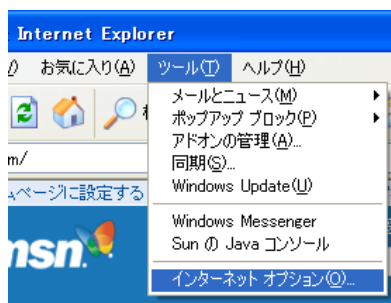 Internet Explorer
お気に入り(A) ツール(T) ヘルプ(H)
メールとニュース(M)
ポップアップ ブロック(P)
アドオンの管理(A)...
同期(S)...
Windows Update(U)
Windows Messenger
Sun の Java コンソール
インターネット オプション(O)...
m/
ムページに設定する
msn